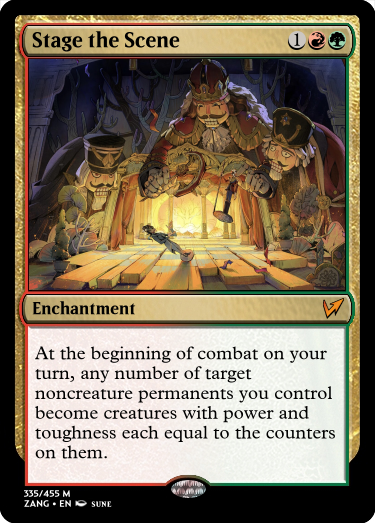 Stage the Scene 1
Enchantment
At the beginning of combat on your
turn, any number of target
noncreature permanents you control
become creatures with power and
toughness each equal to the counters
on them.
335/455 M
ZANG • EN SUNE